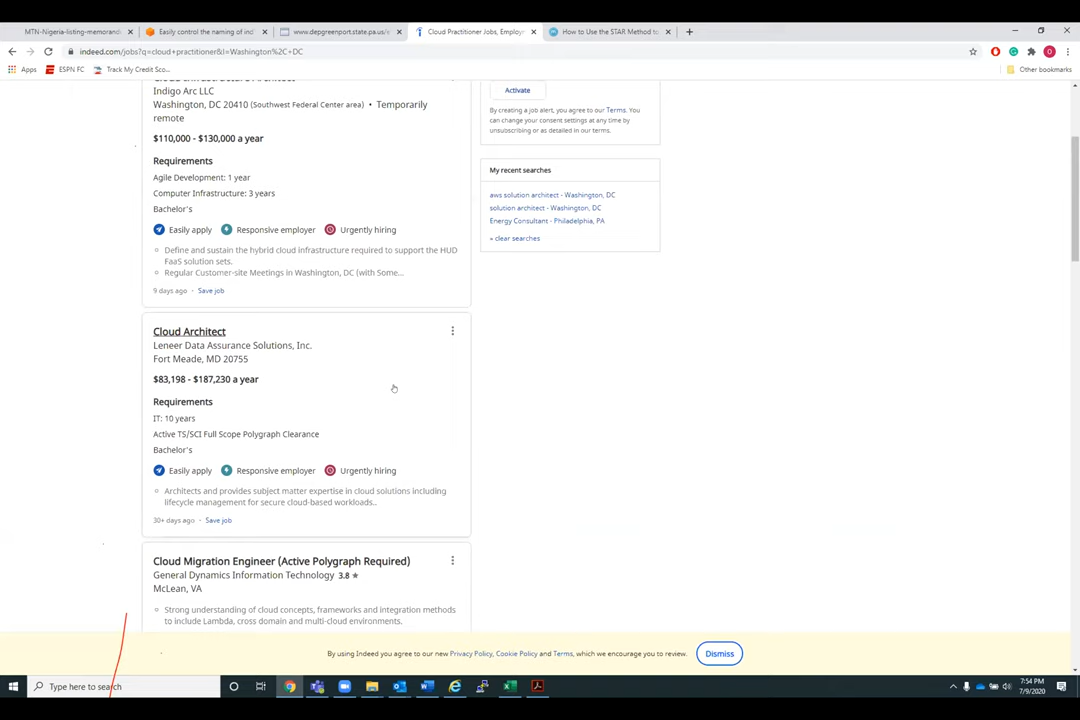 MTN-Nigeria-listing-memorand
Easily control the naming of ind
www.depgreenport.state.pa.us/e
Cloud Practitioner Jobs, Employm
How to Use the STAR Method to
indeed.com/jobs?q=cloud+practitioner&l=Washington%2C+DC
Apps
ESPN FC
Track My Credit Sco...
Other bookmarks
Indigo Arc LLC
Washington, DC 20410 (Southwest Federal Center area) • Temporarily
remote
$110,000 - $130,000 a year
Requirements
Agile Development: 1 year
Computer Infrastructure: 3 years
Bachelor's
Easily apply
Responsive employer
Urgently hiring
Define and sustain the hybrid cloud infrastructure required to support the HUD
FaaS solution sets.
Regular Customer-site Meetings in Washington, DC (with Some...
9 days ago · Save job
Cloud Architect
Leneer Data Assurance Solutions, Inc.
Fort Meade, MD 20755
$83,198 - $187,230 a year
Requirements
IT: 10 years
Active TS/SCI Full Scope Polygraph Clearance
Bachelor's
Easily apply
Responsive employer
Urgently hiring
Architects and provides subject matter expertise in cloud solutions including
lifecycle management for secure cloud-based workloads..
30+ days ago · Save job
Cloud Migration Engineer (Active Polygraph Required)
General Dynamics Information Technology 3.8 ★
McLean, VA
Strong understanding of cloud concepts, frameworks and integration methods
to include Lambda, cross domain and multi-cloud environments.
Activate
By creating a job alert, you agree to our Terms. You
can change your consent settings at any time by
unsubscribing or as detailed in our terms.
My recent searches
aws solution architect - Washington, DC
solution architect - Washington, DC
Energy Consultant - Philadelphia, PA
» clear searches
By using Indeed you agree to our new Privacy Policy, Cookie Policy and Terms, which we encourage you to review.
Dismiss
Type here to search
7:54 PM
7/9/2020